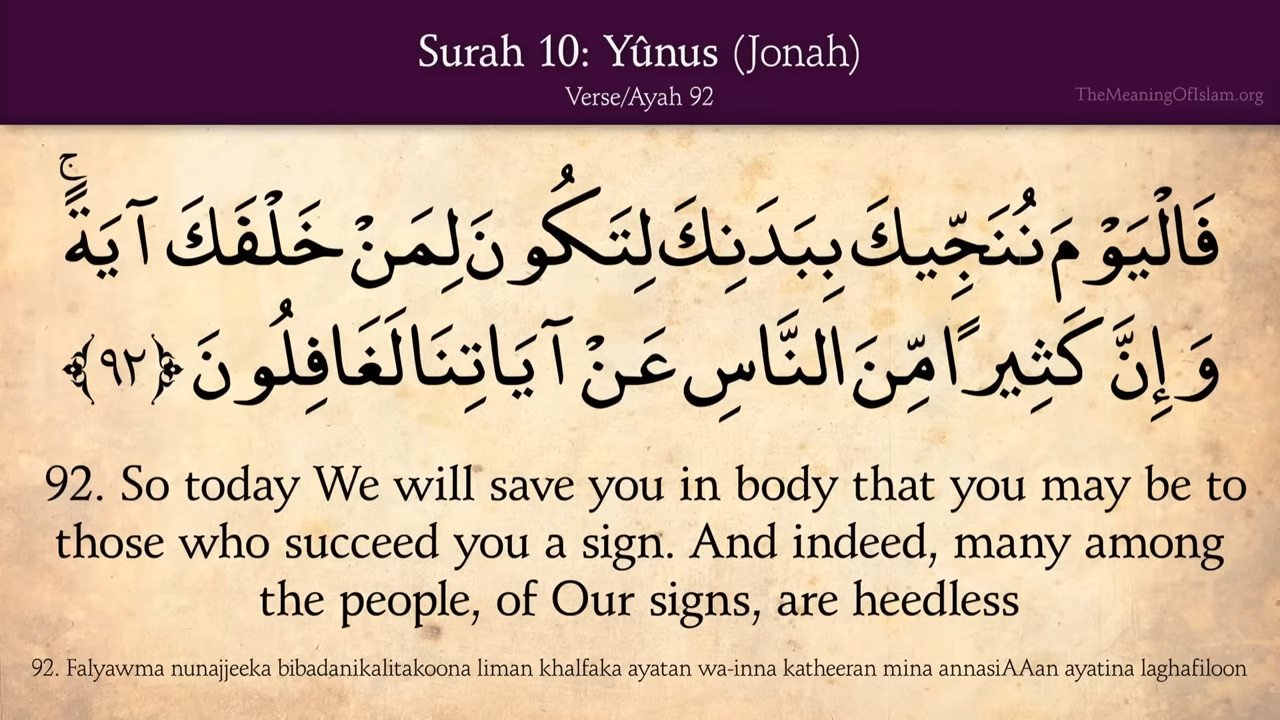 Surah 10: Yûnus (Jonah)
Verse/Ayah 92
TheMeaningOfIslam.org
فَالْيَوْمَ نُنَجِّيكَ بِبَدَنِكَ لِتَكُونَ لِمَنْ خَلْفَكَ آيَةً ۚ
وَإِنَّ كَثِيرًا مِّنَ النَّاسِ عَنْ آيَاتِنَا لَغَافِلُونَ ﴿٩٢﴾
92. So today We will save you in body that you may be to
those who succeed you a sign. And indeed, many among
the people, of Our signs, are heedless
92. Falyawma nunajjeeka bibadanikalitakoona liman khalfaka ayatan wa-inna katheeran mina annasiAAan ayatina laghafiloon